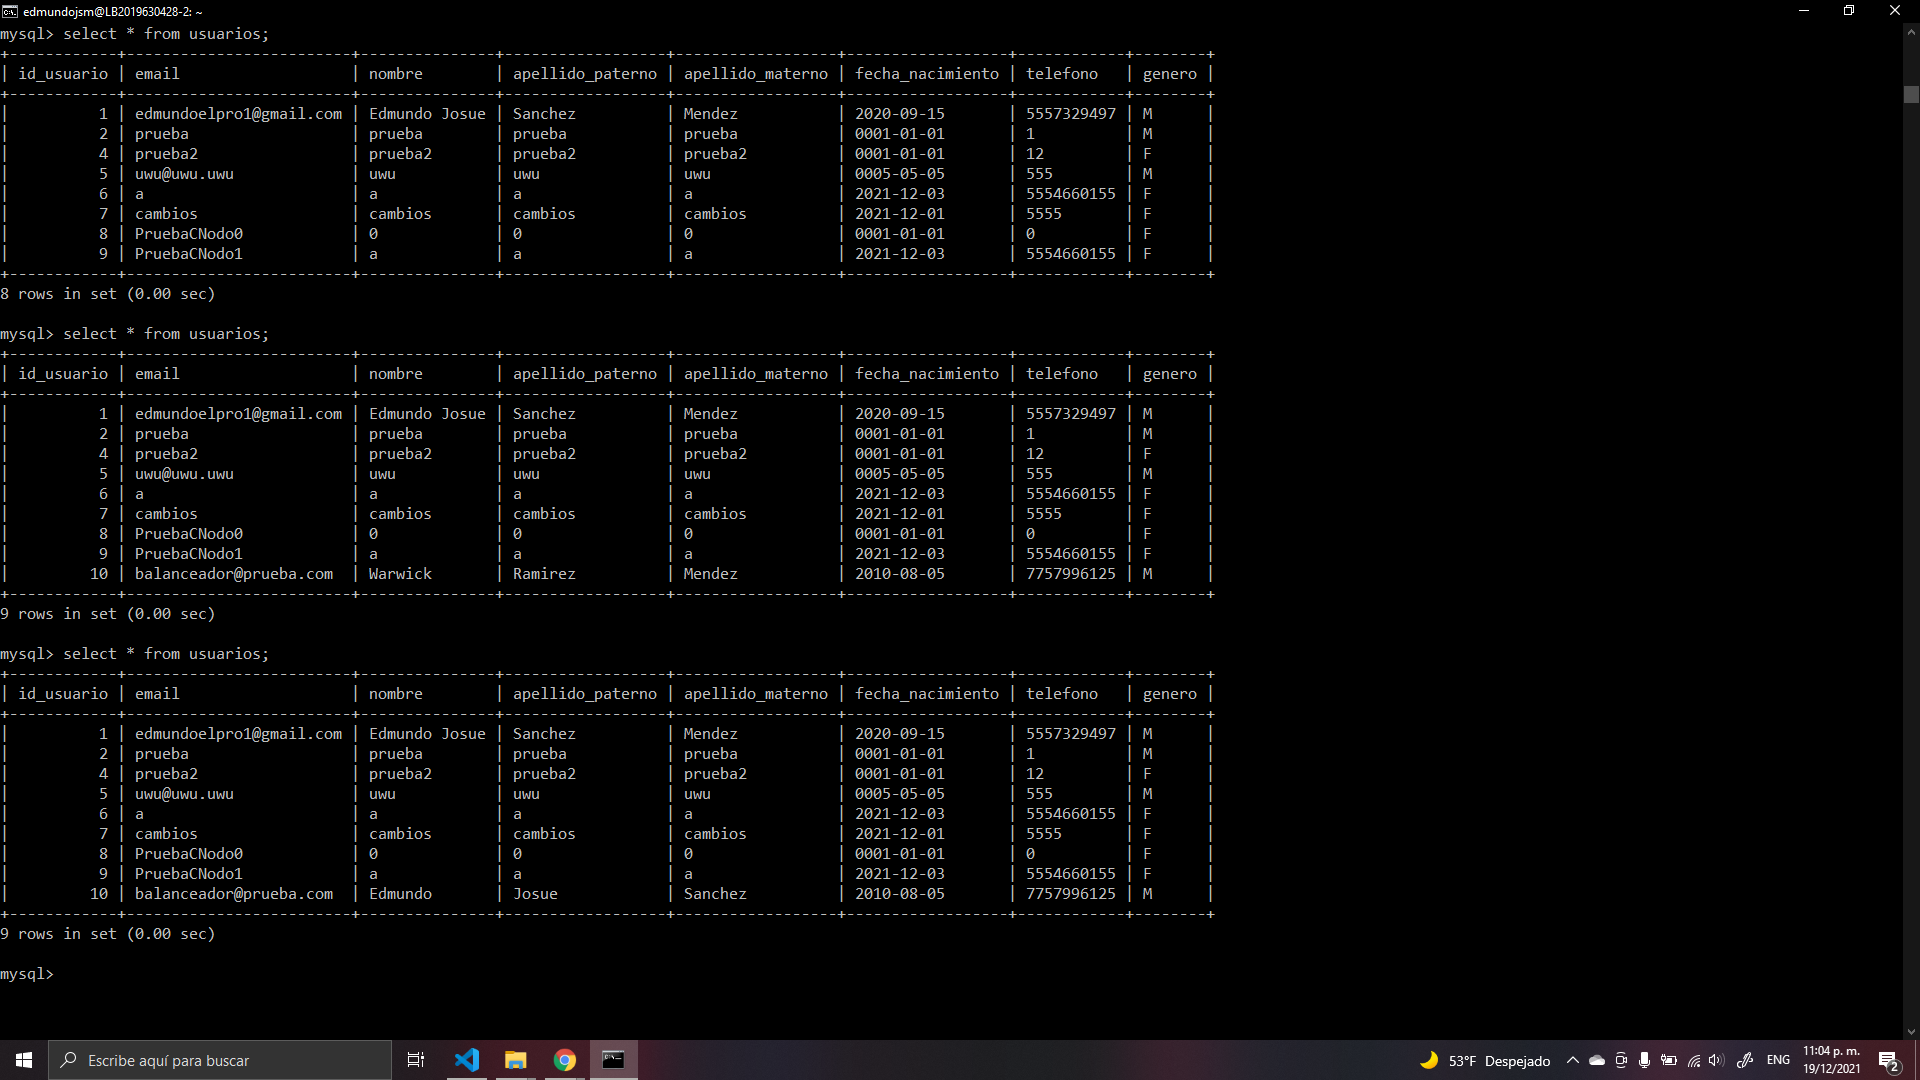 edmundojsm@LB2019630428-2: ~
mysql> select * from usuarios;
+------------+-------------------------+---------------+------------------+------------------+------------------+------------+--------+
| id_usuario | email                   | nombre        | apellido_paterno | apellido_materno | fecha_nacimiento | telefono   | genero |
+------------+-------------------------+---------------+------------------+------------------+------------------+------------+--------+
|          1 | edmundoelpro1@gmail.com | Edmundo Josue | Sanchez          | Mendez           | 2020-09-15       | 5557329497 | M      |
|          2 | prueba                  | prueba        | prueba           | prueba           | 0001-01-01       | 1          | M      |
|          4 | prueba2                 | prueba2       | prueba2          | prueba2          | 0001-01-01       | 12         | F      |
|          5 | uwu@uwu.uwu             | uwu           | uwu              | uwu              | 0005-05-05       | 555        | M      |
|          6 | a                       | a             | a                | a                | 2021-12-03       | 5554660155 | F      |
|          7 | cambios                 | cambios       | cambios          | cambios          | 2021-12-01       | 5555       | F      |
|          8 | PruebaCNodo0            | 0             | 0                | 0                | 0001-01-01       | 0          | F      |
|          9 | PruebaCNodo1            | a             | a                | a                | 2021-12-03       | 5554660155 | F      |
+------------+-------------------------+---------------+------------------+------------------+------------------+------------+--------+
8 rows in set (0.00 sec)
mysql> select * from usuarios;
+------------+-------------------------+---------------+------------------+------------------+------------------+------------+--------+
| id_usuario | email                   | nombre        | apellido_paterno | apellido_materno | fecha_nacimiento | telefono   | genero |
+------------+-------------------------+---------------+------------------+------------------+------------------+------------+--------+
|          1 | edmundoelpro1@gmail.com | Edmundo Josue | Sanchez          | Mendez           | 2020-09-15       | 5557329497 | M      |
|          2 | prueba                  | prueba        | prueba           | prueba           | 0001-01-01       | 1          | M      |
|          4 | prueba2                 | prueba2       | prueba2          | prueba2          | 0001-01-01       | 12         | F      |
|          5 | uwu@uwu.uwu             | uwu           | uwu              | uwu              | 0005-05-05       | 555        | M      |
|          6 | a                       | a             | a                | a                | 2021-12-03       | 5554660155 | F      |
|          7 | cambios                 | cambios       | cambios          | cambios          | 2021-12-01       | 5555       | F      |
|          8 | PruebaCNodo0            | 0             | 0                | 0                | 0001-01-01       | 0          | F      |
|          9 | PruebaCNodo1            | a             | a                | a                | 2021-12-03       | 5554660155 | F      |
|         10 | balanceador@prueba.com  | Warwick       | Ramirez          | Mendez           | 2010-08-05       | 7757996125 | M      |
+------------+-------------------------+---------------+------------------+------------------+------------------+------------+--------+
9 rows in set (0.00 sec)
mysql> select * from usuarios;
+------------+-------------------------+---------------+------------------+------------------+------------------+------------+--------+
| id_usuario | email                   | nombre        | apellido_paterno | apellido_materno | fecha_nacimiento | telefono   | genero |
+------------+-------------------------+---------------+------------------+------------------+------------------+------------+--------+
|          1 | edmundoelpro1@gmail.com | Edmundo Josue | Sanchez          | Mendez           | 2020-09-15       | 5557329497 | M      |
|          2 | prueba                  | prueba        | prueba           | prueba           | 0001-01-01       | 1          | M      |
|          4 | prueba2                 | prueba2       | prueba2          | prueba2          | 0001-01-01       | 12         | F      |
|          5 | uwu@uwu.uwu             | uwu           | uwu              | uwu              | 0005-05-05       | 555        | M      |
|          6 | a                       | a             | a                | a                | 2021-12-03       | 5554660155 | F      |
|          7 | cambios                 | cambios       | cambios          | cambios          | 2021-12-01       | 5555       | F      |
|          8 | PruebaCNodo0            | 0             | 0                | 0                | 0001-01-01       | 0          | F      |
|          9 | PruebaCNodo1            | a             | a                | a                | 2021-12-03       | 5554660155 | F      |
|         10 | balanceador@prueba.com  | Edmundo       | Josue            | Sanchez          | 2010-08-05       | 7757996125 | M      |
+------------+-------------------------+---------------+------------------+------------------+------------------+------------+--------+
9 rows in set (0.00 sec)
mysql>
Escribe aquí para buscar
53°F Despejado
ENG
11:04 p. m.
19/12/2021
2